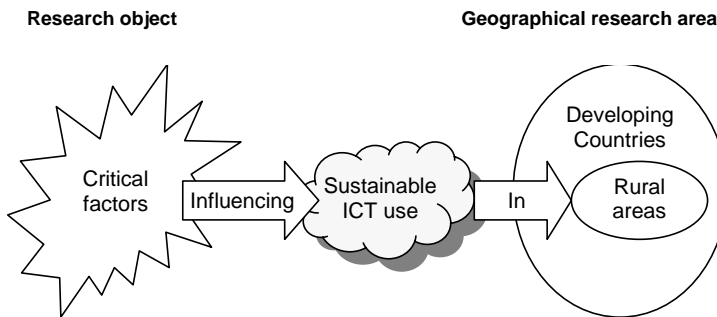 Research object
Geographical research area
Critical
factors
Influencing
Sustainable
ICT use
In
Developing
Countries
Rural
areas